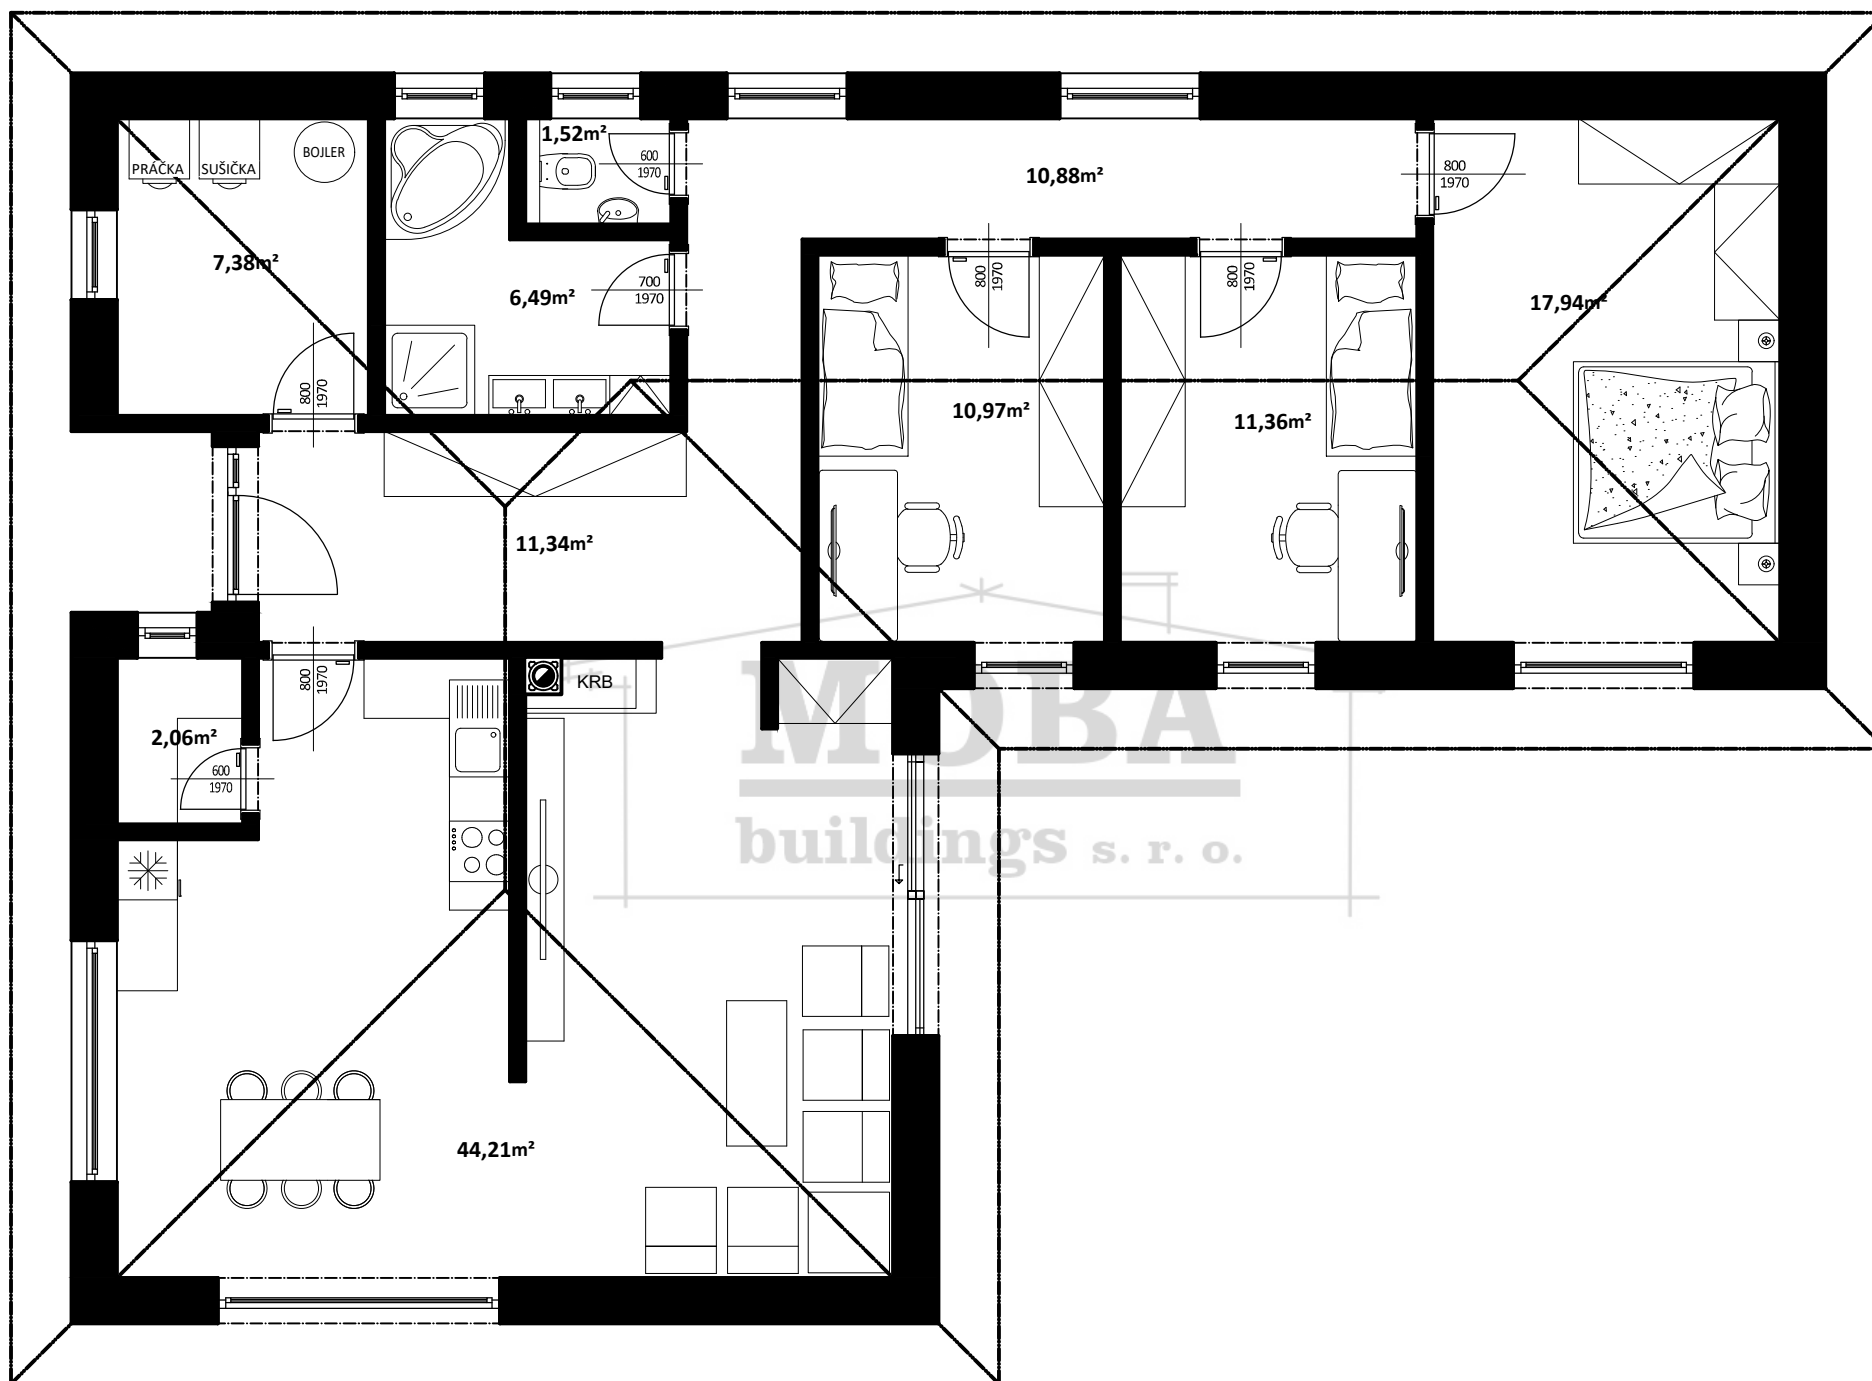 1,52m²
PRÁČKA SUŠIČKA BOJLER
600
1970
10,88m²
800
1970
7,38m²
6,49m²
700
1970
800
1970
800
1970
17,94m²
800
1970
10,97m²
11,36m²
11,34m²
800
1970
KRB
2,06m²
600
1970
MOBA
buildings s. r. o.
44,21m²